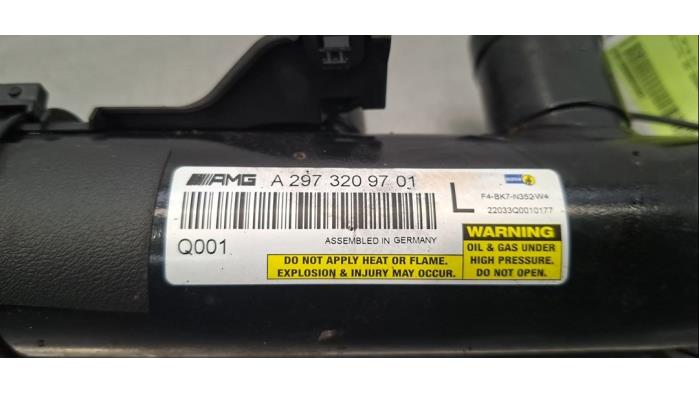 AMG A 297 320 97 01
L
F4-BK7-N352-W4
22033Q0010177
Q001
ASSEMBLED IN GERMANY
DO NOT APPLY HEAT OR FLAME.
EXPLOSION & INJURY MAY OCCUR.
WARNING
OIL & GAS UNDER
HIGH PRESSURE.
DO NOT OPEN.